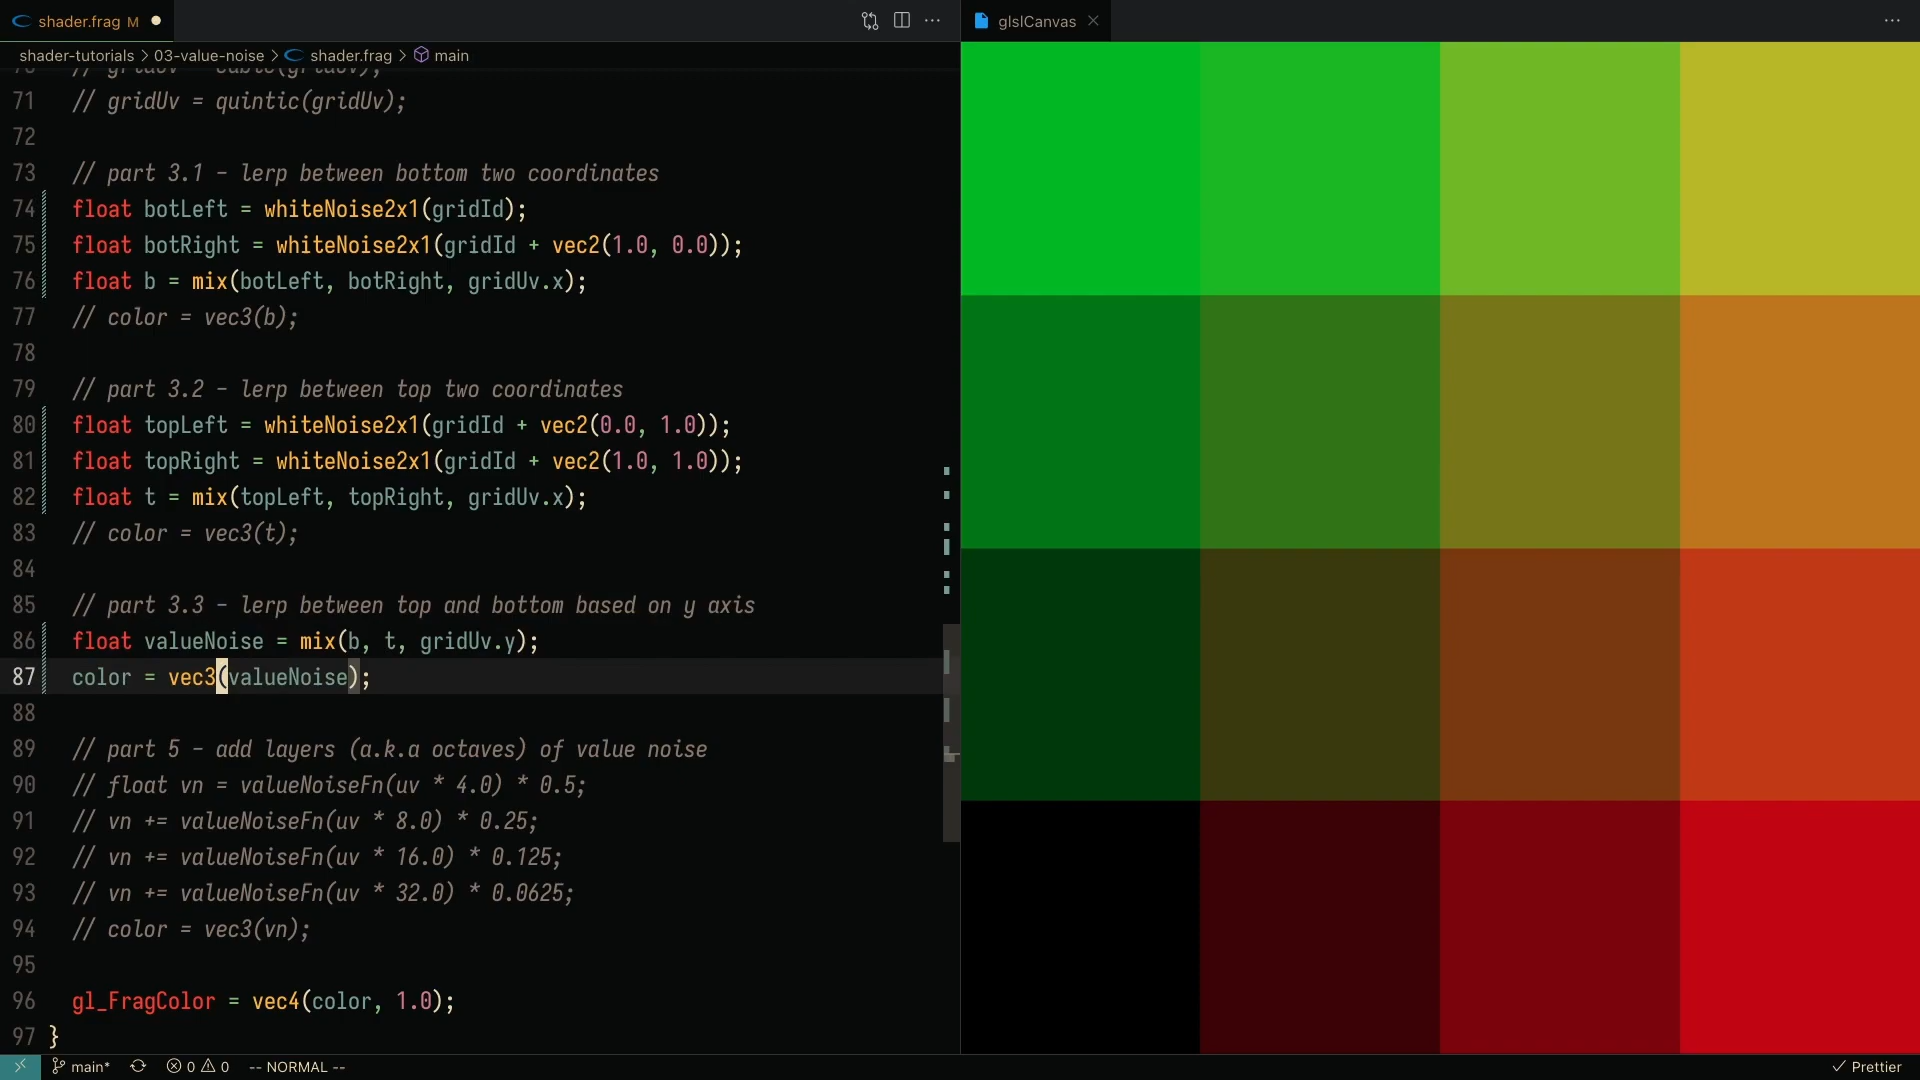 shader.frag M
glslCanvas
shader-tutorials > 03-value-noise > shader.frag > main
71 // gridUv = quintic(gridUv);
72
73 // part 3.1 - lerp between bottom two coordinates
74 float botLeft = whiteNoise2x1(gridId);
75 float botRight = whiteNoise2x1(gridId + vec2(1.0, 0.0));
76 float b = mix(botLeft, botRight, gridUv.x);
77 // color = vec3(b);
78
79 // part 3.2 - lerp between top two coordinates
80 float topLeft = whiteNoise2x1(gridId + vec2(0.0, 1.0));
81 float topRight = whiteNoise2x1(gridId + vec2(1.0, 1.0));
82 float t = mix(topLeft, topRight, gridUv.x);
83 // color = vec3(t);
84
85 // part 3.3 - lerp between top and bottom based on y axis
86 float valueNoise = mix(b, t, gridUv.y);
87 color = vec3(valueNoise);
88
89 // part 5 - add layers (a.k.a octaves) of value noise
90 // float vn = valueNoiseFn(uv * 4.0) * 0.5;
91 // vn += valueNoiseFn(uv * 8.0) * 0.25;
92 // vn += valueNoiseFn(uv * 16.0) * 0.125;
93 // vn += valueNoiseFn(uv * 32.0) * 0.0625;
94 // color = vec3(vn);
95
96 gl_FragColor = vec4(color, 1.0);
97 }
main* 0 0 -- NORMAL -- Prettier